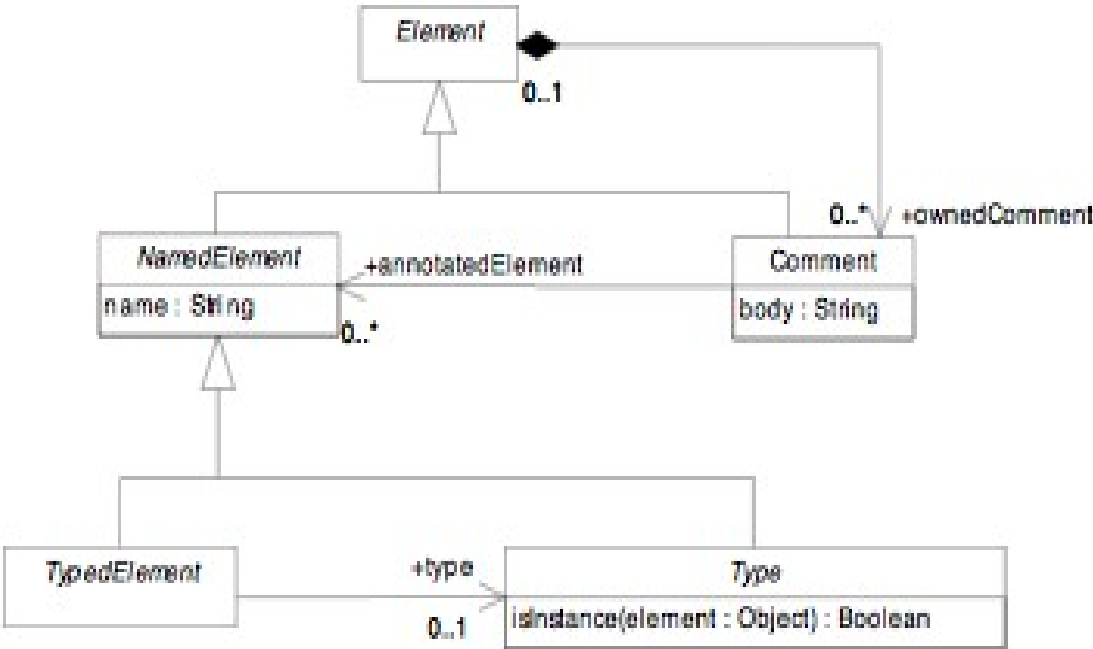 Element
0..1
0..*
+ownedComment
NamedElement
name : String
+annotatedElement
0..*
Comment
body : String
TypedElement
+type
0..1
Type
isInstance(element : Object) : Boolean